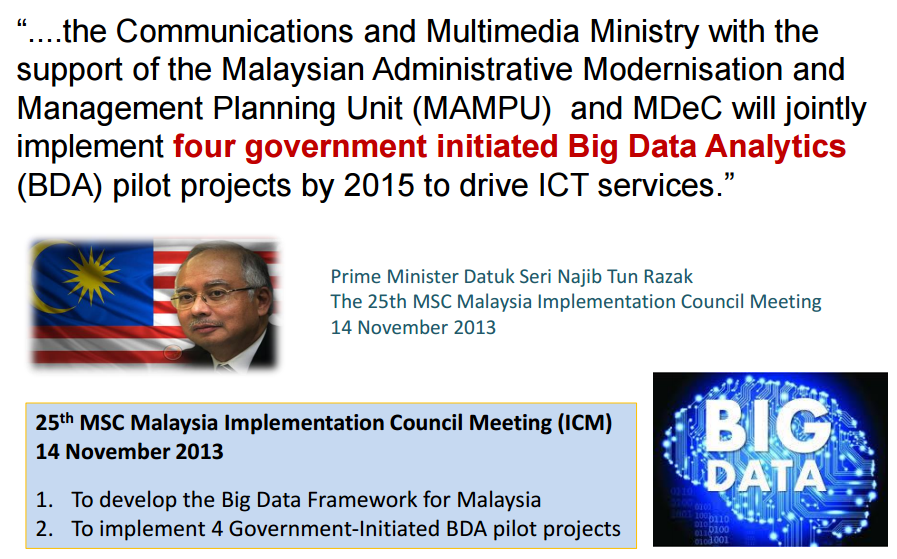 “....the Communications and Multimedia Ministry with the
support of the Malaysian Administrative Modernisation and
Management Planning Unit (MAMPU)  and MDeC will jointly
implement four government initiated Big Data Analytics
(BDA) pilot projects by 2015 to drive ICT services.”
Prime Minister Datuk Seri Najib Tun Razak
The 25th MSC Malaysia Implementation Council Meeting
14 November 2013
25th MSC Malaysia Implementation Council Meeting (ICM)
14 November 2013
1. To develop the Big Data Framework for Malaysia
2. To implement 4 Government-Initiated BDA pilot projects
BIG
DATA